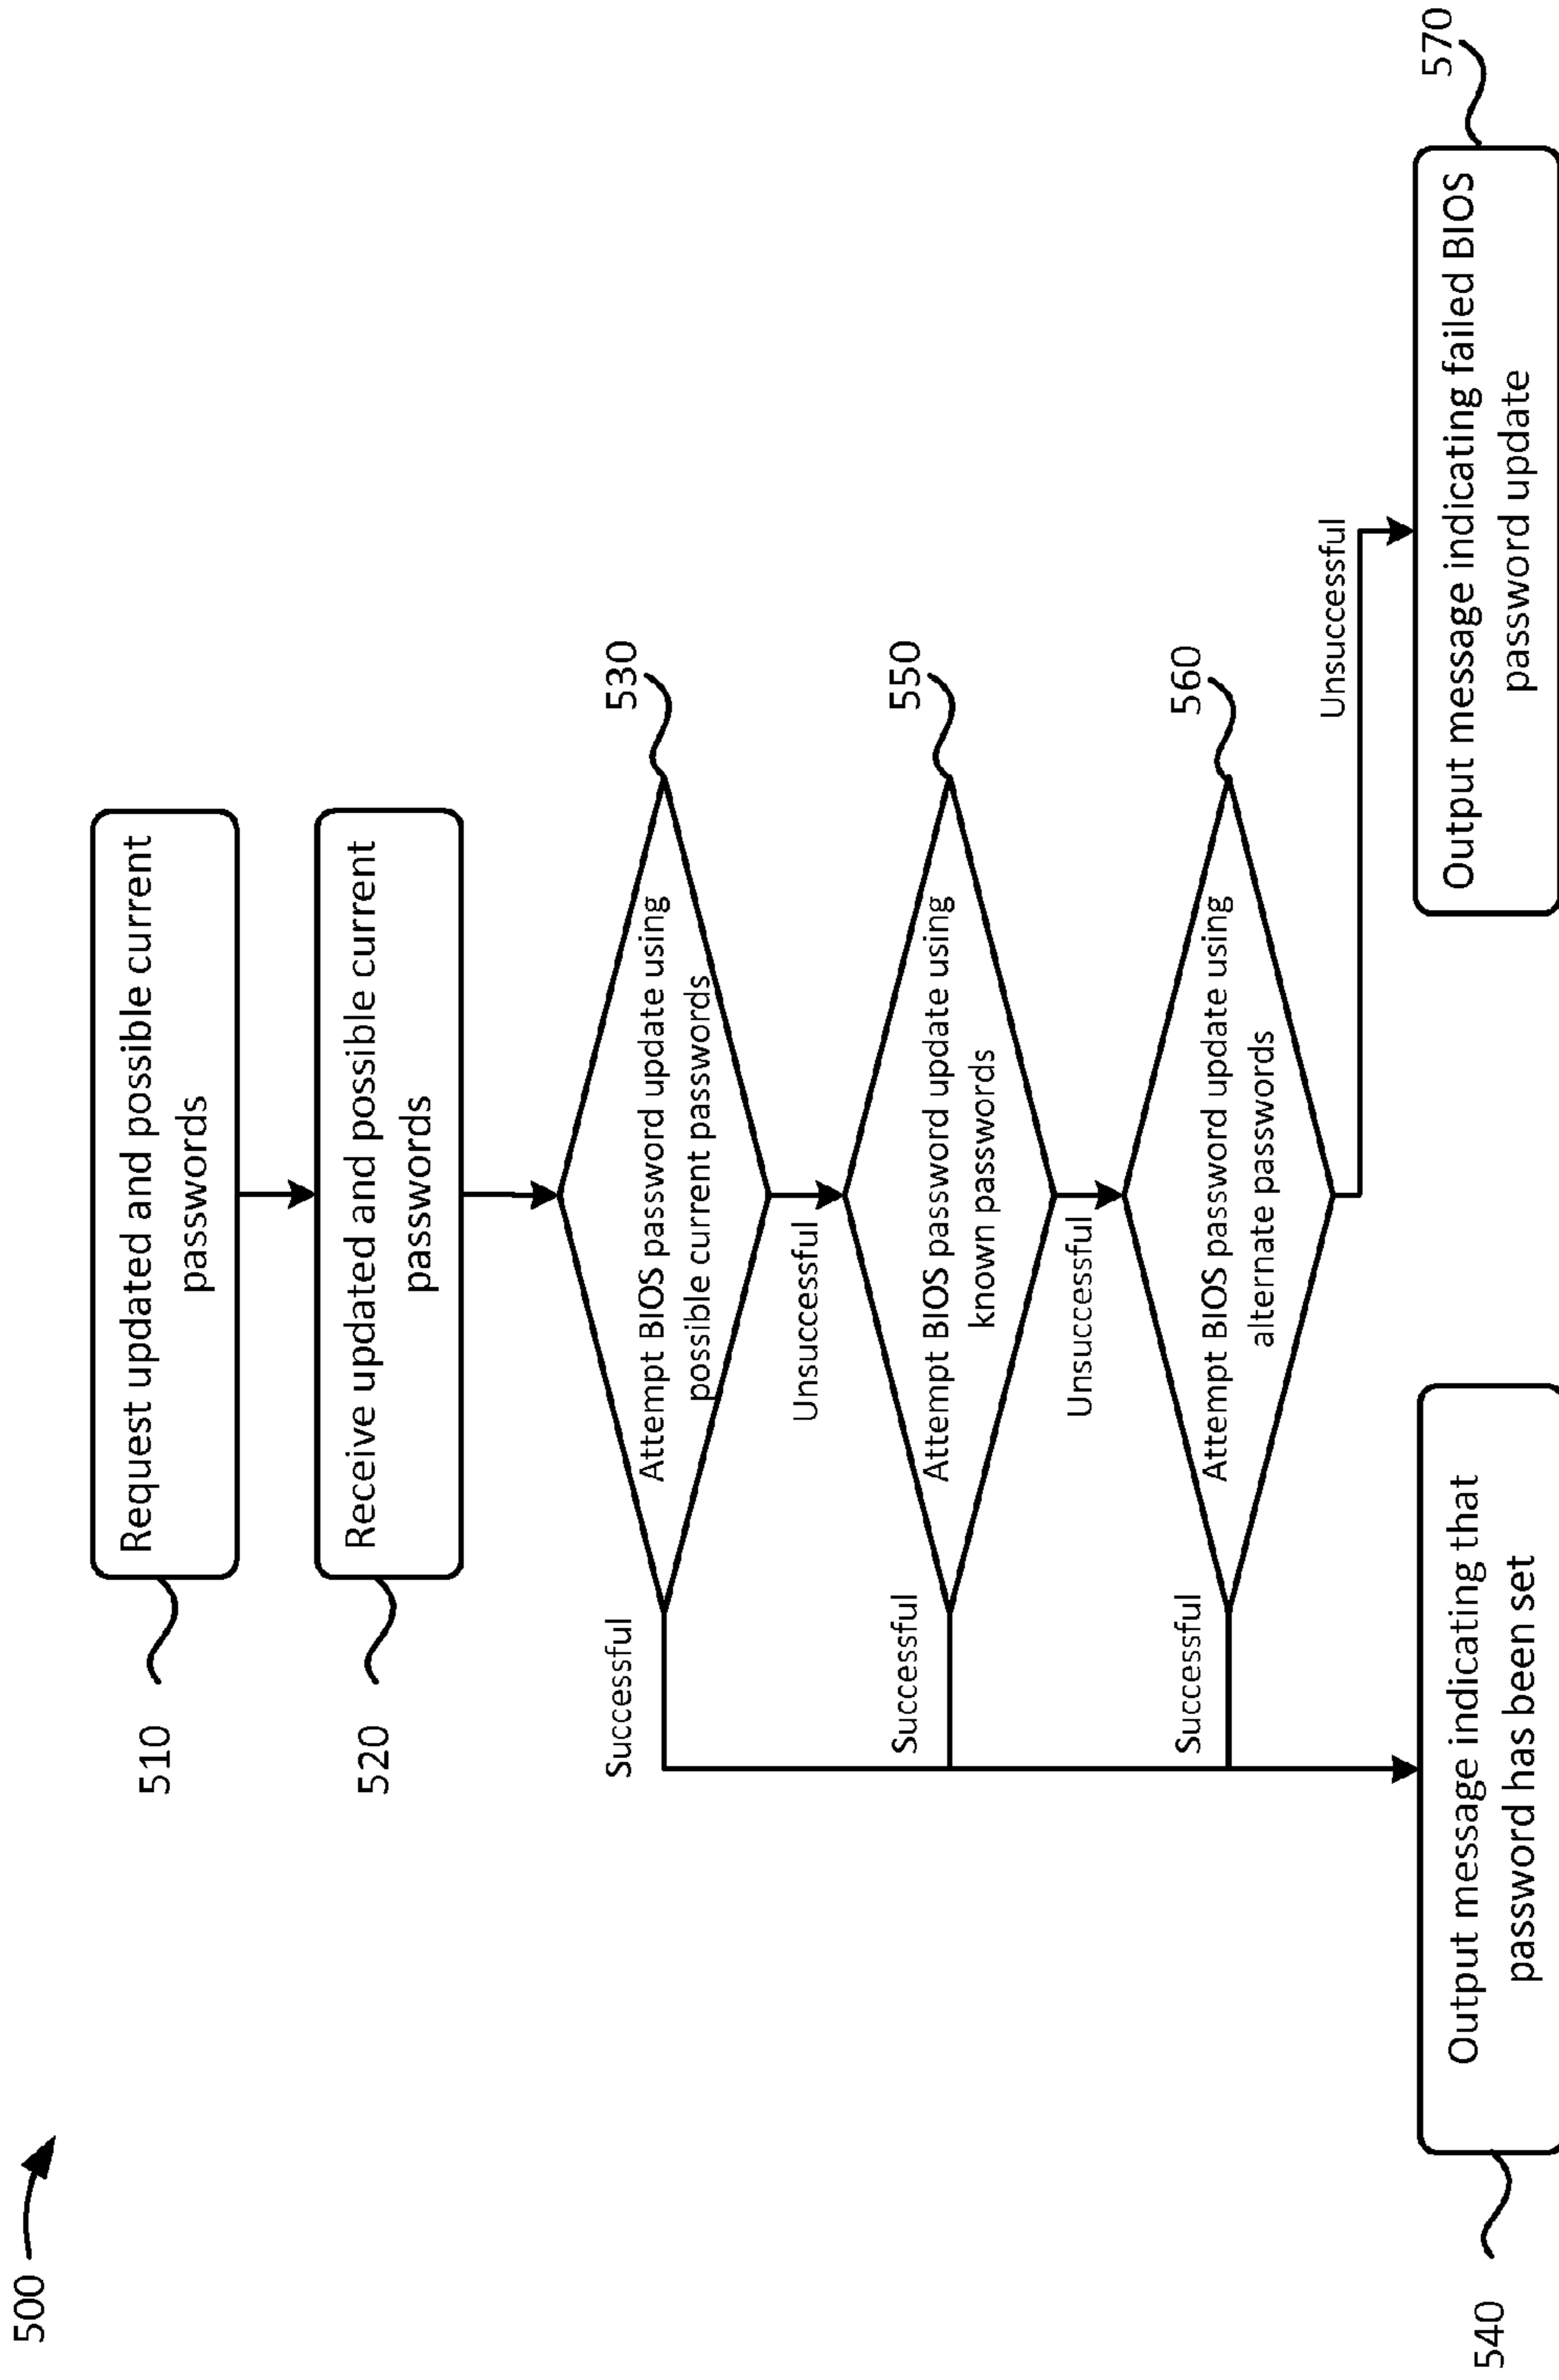 500
510
Request updated and possible current
passwords
520
Receive updated and possible current
passwords
530
Attempt BIOS password update using
possible current passwords
Successful
Unsuccessful
550
Attempt BIOS password update using
known passwords
Successful
Unsuccessful
560
Attempt BIOS password update using
alternate passwords
Successful
Unsuccessful
540
Output message indicating that
password has been set
570
Output message indicating failed BIOS
password update